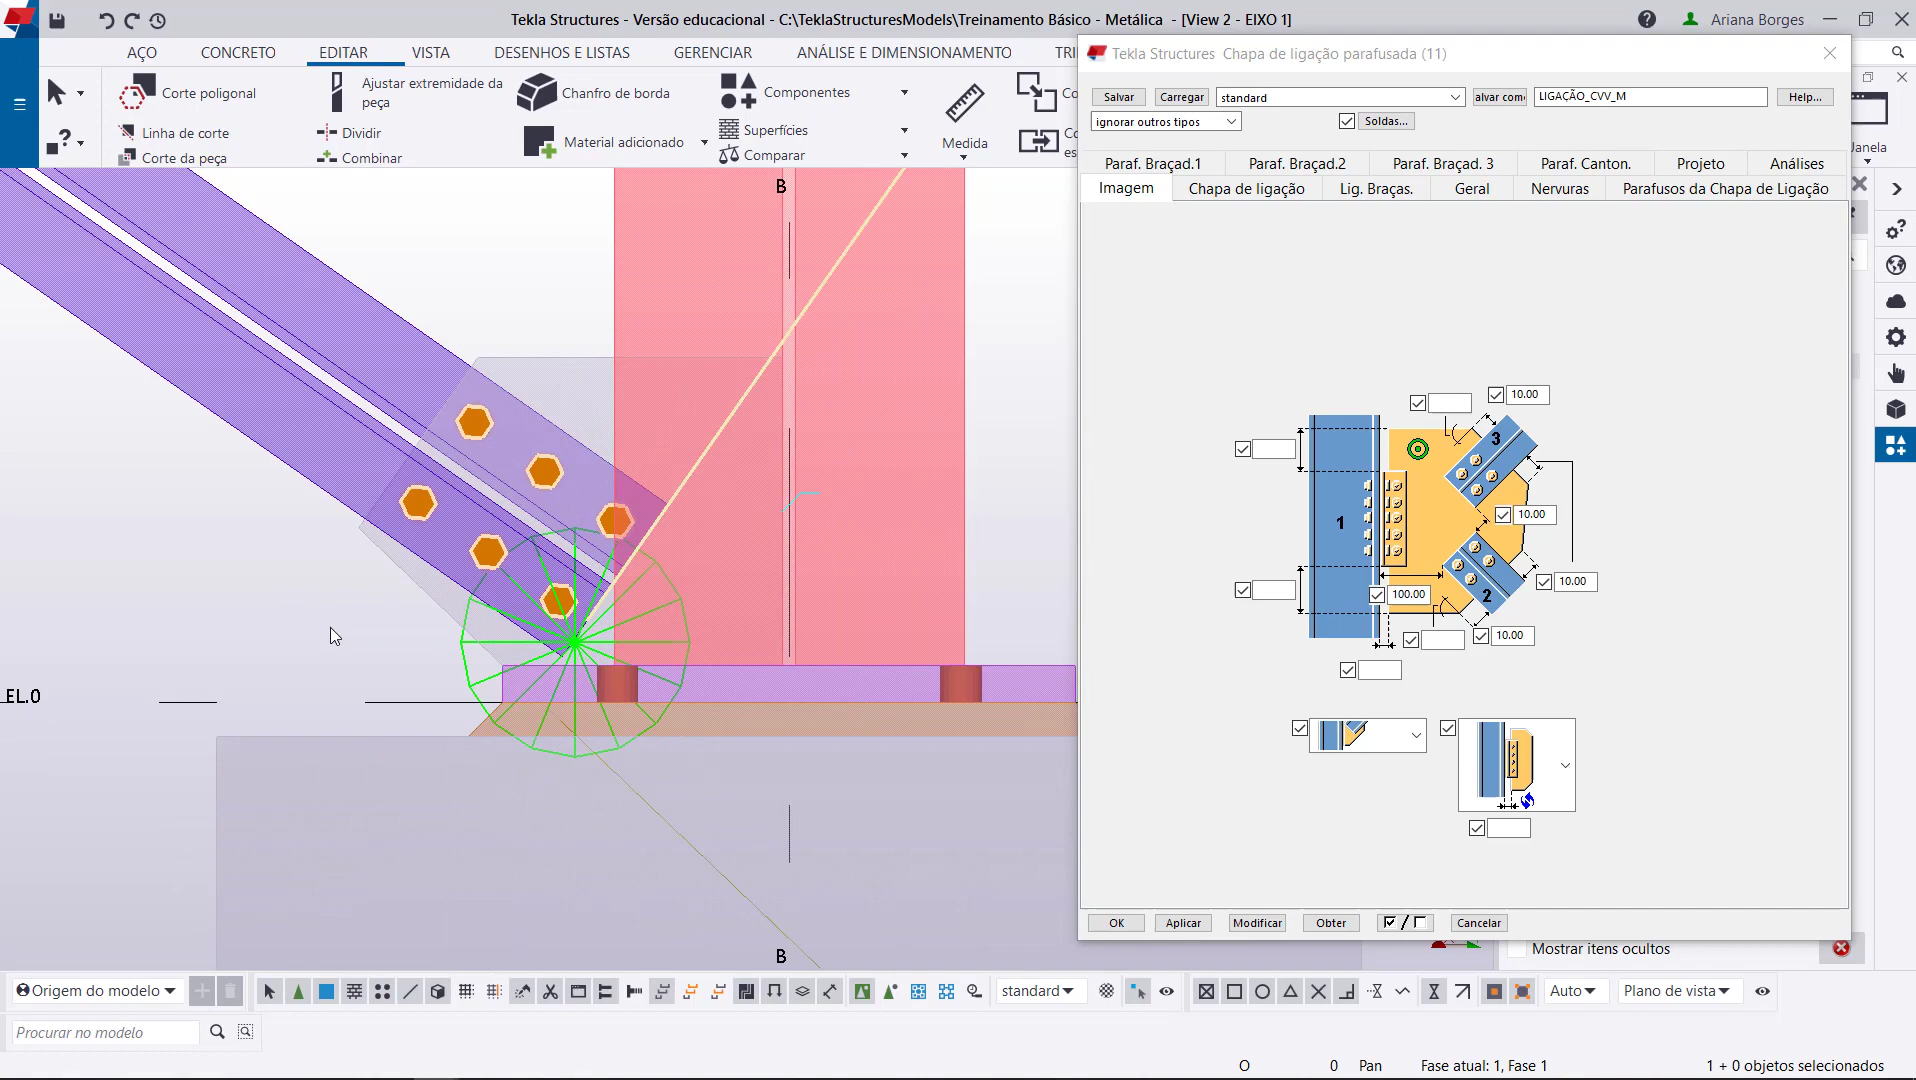 Tekla Structures - Versão educacional - C:\TeklaStructuresModels\Treinamento Básico - Metálica - [View 2 - EIXO 1]
Ariana Borges
AÇO
CONCRETO
EDITAR
VISTA
DESENHOS E LISTAS
GERENCIAR
ANÁLISE E DIMENSIONAMENTO
Corte poligonal
Linha de corte
Corte da peça
Ajustar extremidade da
peça
Dividir
Combinar
Chanfro de borda
Material adicionado
Componentes
Superfícies
Comparar
Medida
Tekla Structures Chapa de ligação parafusada (11)
Salvar
Carregar
standard
alvar com
LIGAÇÃO_CVV_M
Help...
ignorar outros tipos
Soldas...
Paraf. Braçad.1
Paraf. Braçad.2
Paraf. Braçad. 3
Paraf. Canton.
Projeto
Análises
Imagem
Chapa de ligação
Lig. Braças.
Geral
Nervuras
Parafusos da Chapa de Ligação
anela
B
EL.0
B
10.00
3
1
10.00
10.00
100.00
2
10.00
OK
Aplicar
Modificar
Obter
/
Cancelar
Mostrar itens ocultos
Origem do modelo
standard
Auto
Plano de vista
Procurar no modelo
O
0
Pan
Fase atual: 1, Fase 1
1 + 0 objetos selecionados